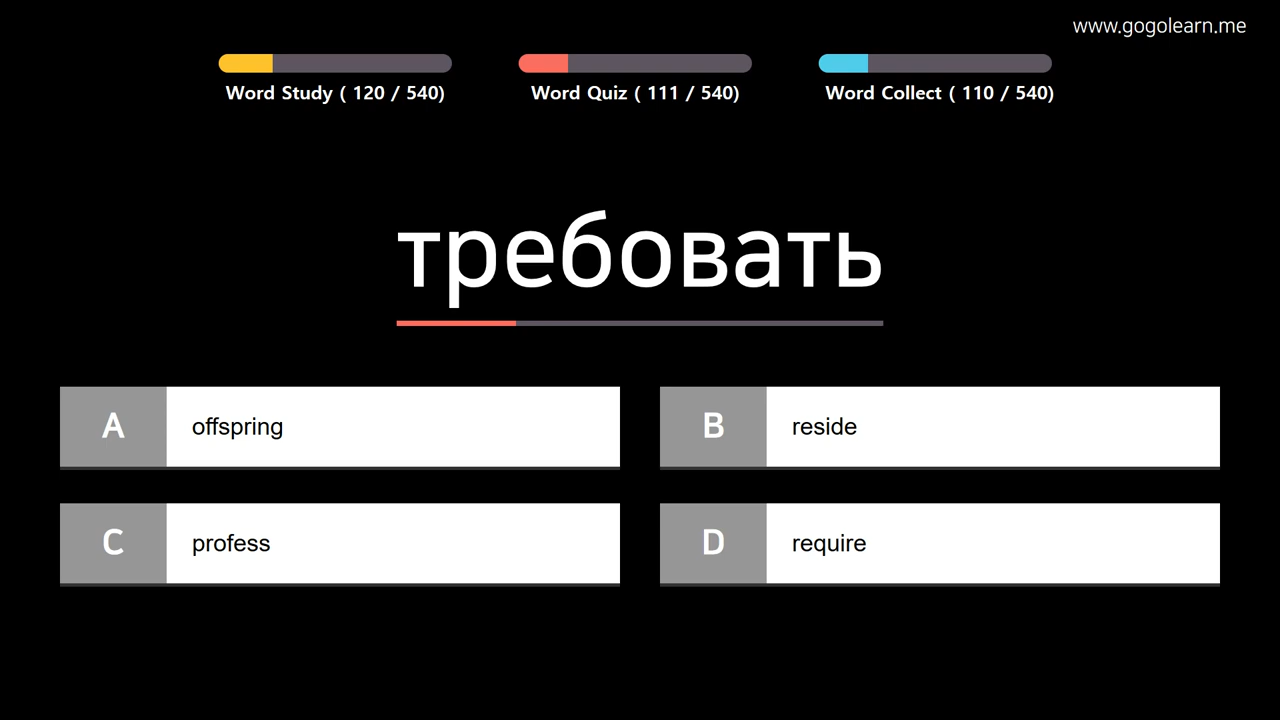 www.gogolearn.me
Word Study ( 120 / 540)
Word Quiz ( 111 / 540)
Word Collect ( 110 / 540)
требовать
A offspring
B reside
C profess
D require